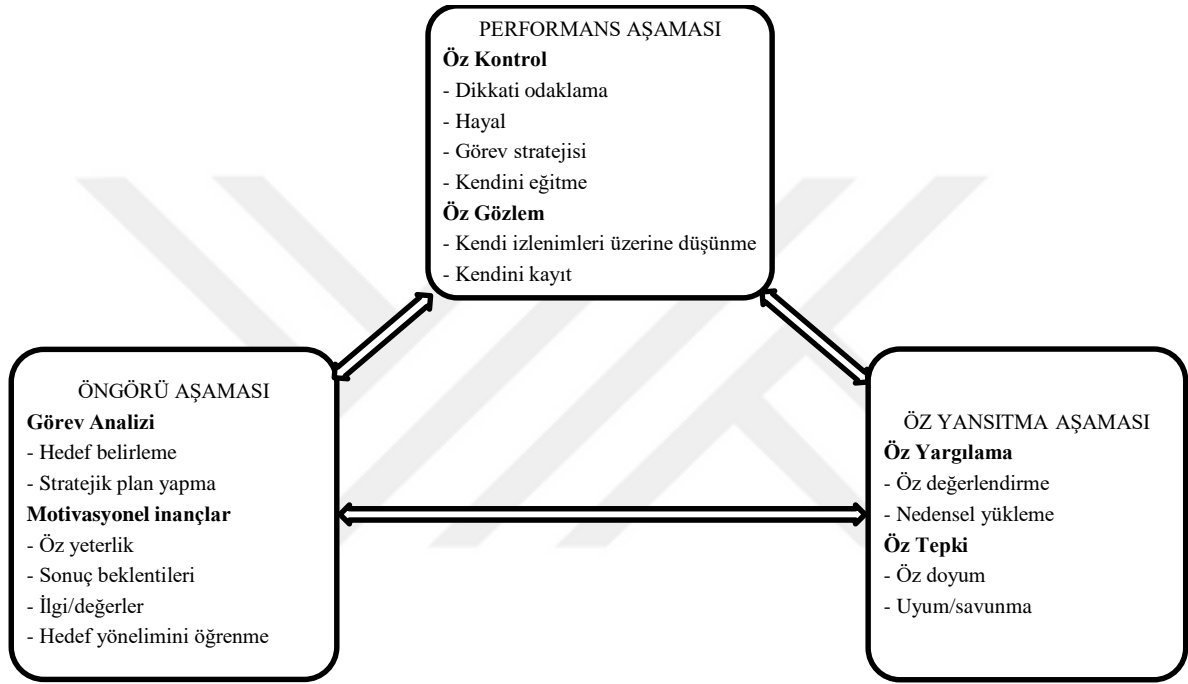 PERFORMANS AŞAMASI
Öz Kontrol
- Dikkati odaklama
- Hayal
- Görev stratejisi
- Kendini eğitme
Öz Gözlem
- Kendi izlenimleri üzerine düşünme
- Kendini kayıt
ÖNGÖRÜ AŞAMASI
Görev Analizi
- Hedef belirleme
- Stratejik plan yapma
Motivasyonel inançlar
- Öz yeterlik
- Sonuç beklentileri
- İlgi/değerler
- Hedef yönelimini öğrenme
ÖZ YANSITMA AŞAMASI
Öz Yargılama
- Öz değerlendirme
- Nedensel yükleme
Öz Tepki
- Öz doyum
- Uyum/savunma